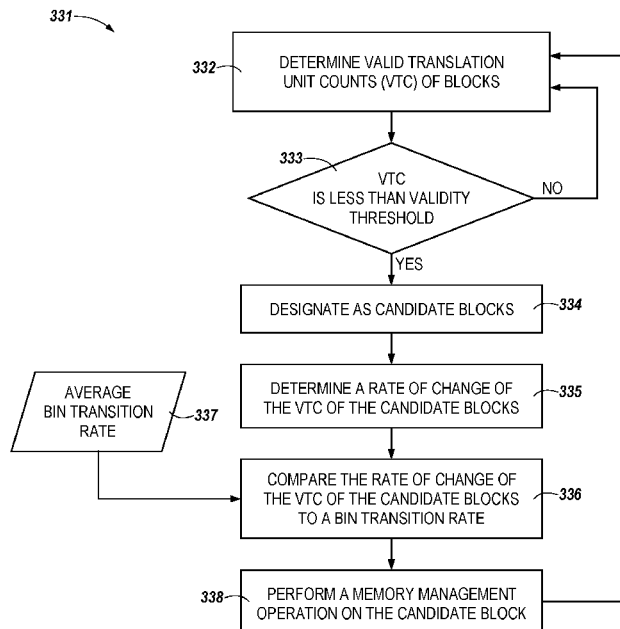 331
332
DETERMINE VALID TRANSLATION
UNIT COUNTS (VTC) OF BLOCKS
333
VTC
IS LESS THAN VALIDITY
THRESHOLD
NO
YES
DESIGNATE AS CANDIDATE BLOCKS
334
DETERMINE A RATE OF CHANGE OF
THE VTC OF THE CANDIDATE BLOCKS
335
AVERAGE
BIN TRANSITION
RATE
337
COMPARE THE RATE OF CHANGE OF
THE VTC OF THE CANDIDATE BLOCKS
TO A BIN TRANSITION RATE
336
338
PERFORM A MEMORY MANAGEMENT
OPERATION ON THE CANDIDATE BLOCK